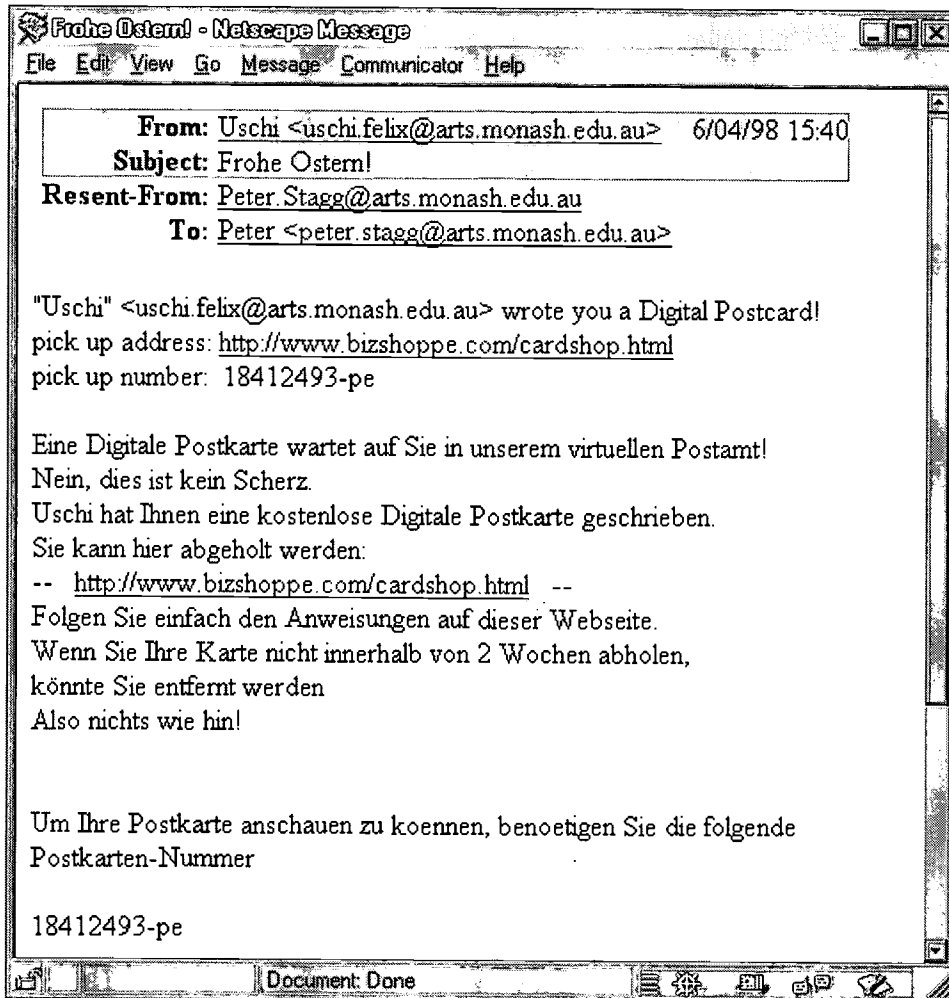 Frohe Ostern! - Netscape Message
File Edit View Go Message Communicator Help
From: Uschi <uschi.felix@arts.monash.edu.au> 6/04/98 15:40
Subject: Frohe Ostern!
Resent-From: Peter.Stagg@arts.monash.edu.au
To: Peter <peter.stagg@arts.monash.edu.au>
"Uschi" <uschi.felix@arts.monash.edu.au> wrote you a Digital Postcard!
pick up address: http://www.bizshoppe.com/cardshop.html
pick up number: 18412493-pe
Eine Digitale Postkarte wartet auf Sie in unserem virtuellen Postamt!
Nein, dies ist kein Scherz.
Uschi hat Ihnen eine kostenlose Digitale Postkarte geschrieben.
Sie kann hier abgeholt werden:
-- http://www.bizshoppe.com/cardshop.html --
Folgen Sie einfach den Anweisungen auf dieser Webseite.
Wenn Sie Ihre Karte nicht innerhalb von 2 Wochen abholen,
könnte Sie entfernt werden
Also nichts wie hin!
Um Ihre Postkarte anschauen zu koennen, benoetigen Sie die folgende
Postkarten-Nummer
18412493-pe
Document: Done